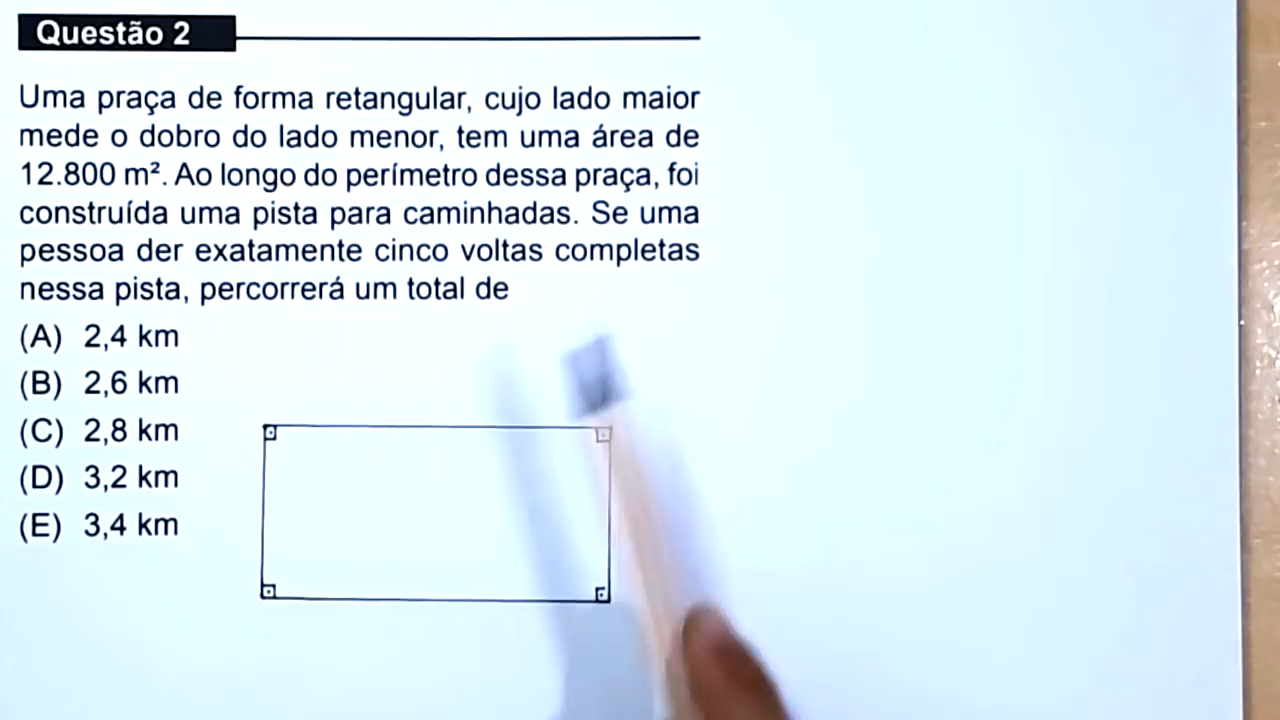 Questão 2
Uma praça de forma retangular, cujo lado maior
mede o dobro do lado menor, tem uma área de
12.800 m². Ao longo do perímetro dessa praça, foi
construída uma pista para caminhadas. Se uma
pessoa der exatamente cinco voltas completas
nessa pista, percorrerá um total de
(A) 2,4 km
(B) 2,6 km
(C) 2,8 km
(D) 3,2 km
(E) 3,4 km